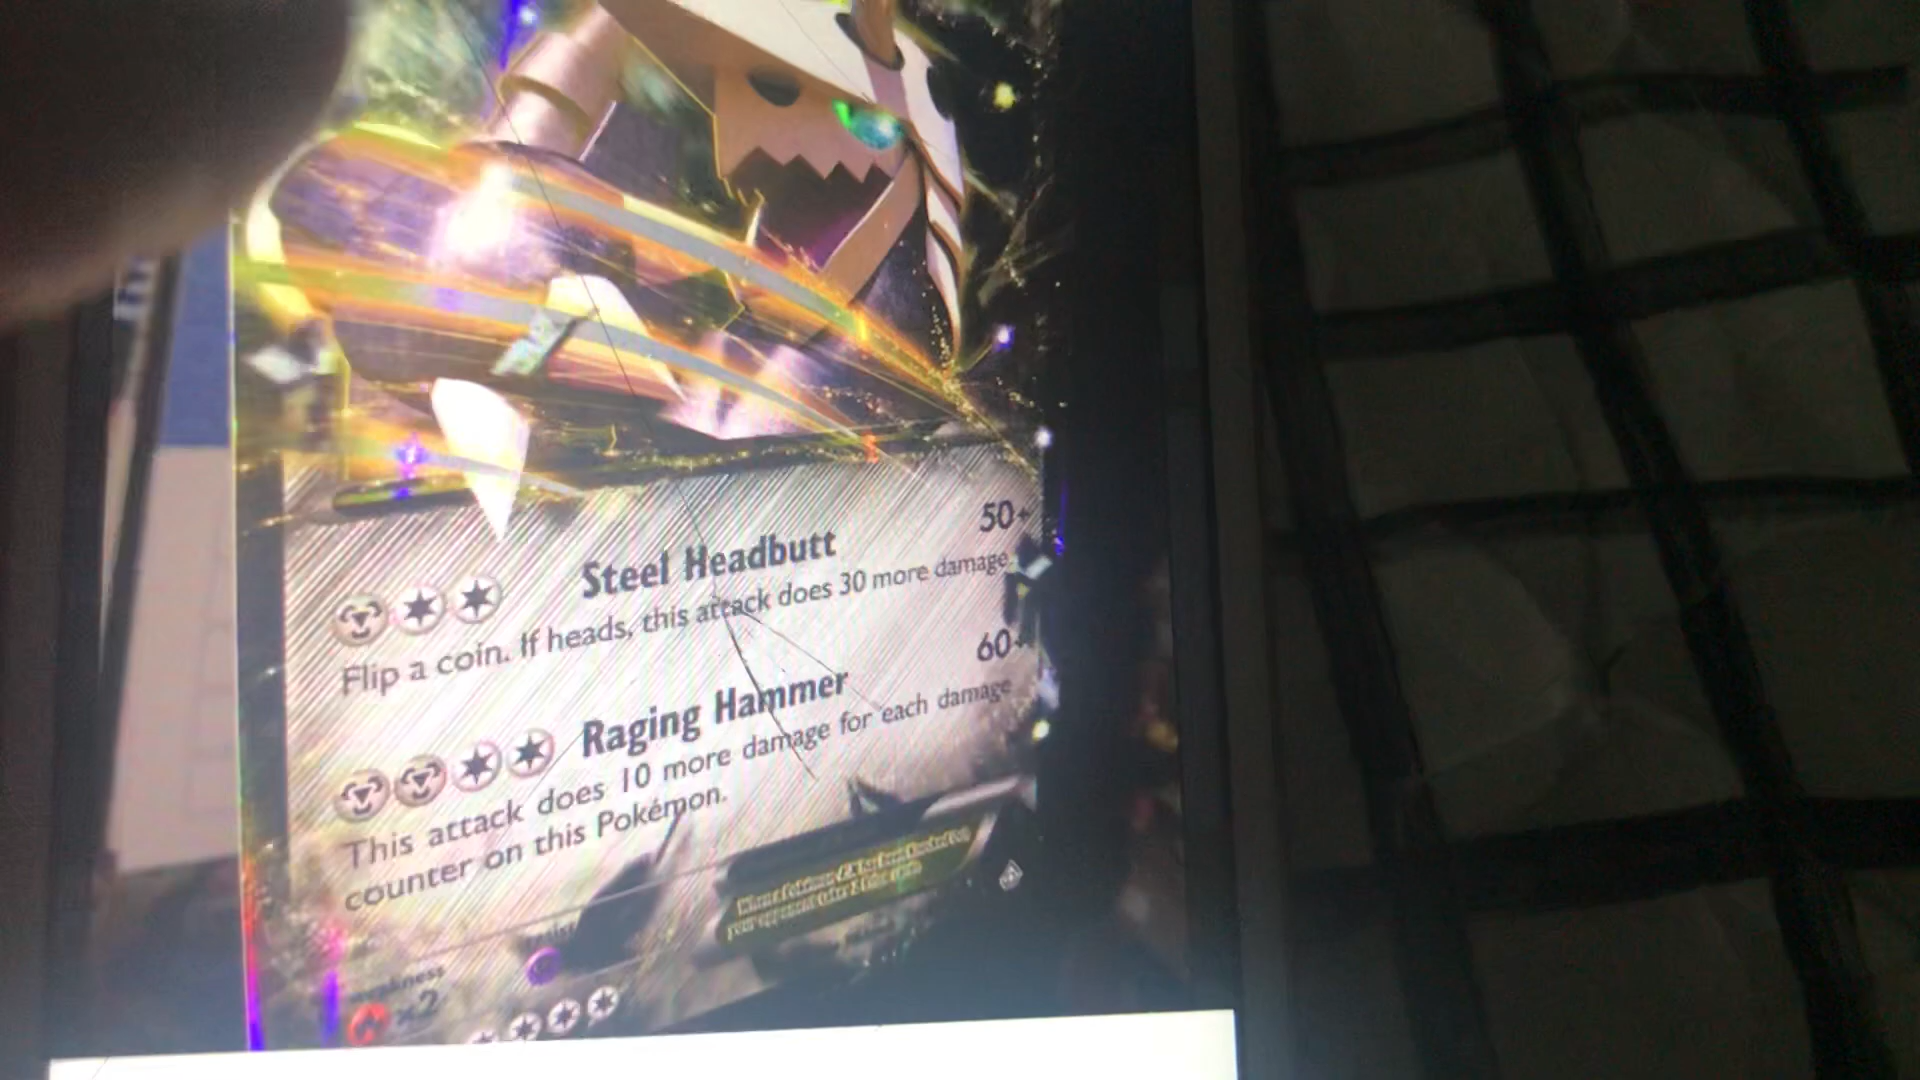 Steel Headbutt 50+
Flip a coin. If heads, this attack does 30 more damage.
Raging Hammer 60+
This attack does 10 more damage for each damage
counter on this Pokémon.
weakness
×2